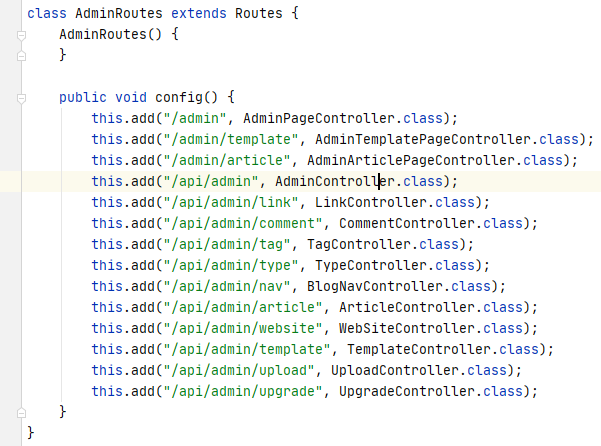 class AdminRoutes extends Routes {
    AdminRoutes() {
    }

    public void config() {
        this.add("/admin", AdminPageController.class);
        this.add("/admin/template", AdminTemplatePageController.class);
        this.add("/admin/article", AdminArticlePageController.class);
        this.add("/api/admin", AdminController.class);
        this.add("/api/admin/link", LinkController.class);
        this.add("/api/admin/comment", CommentController.class);
        this.add("/api/admin/tag", TagController.class);
        this.add("/api/admin/type", TypeController.class);
        this.add("/api/admin/nav", BlogNavController.class);
        this.add("/api/admin/article", ArticleController.class);
        this.add("/api/admin/website", WebSiteController.class);
        this.add("/api/admin/template", TemplateController.class);
        this.add("/api/admin/upload", UploadController.class);
        this.add("/api/admin/upgrade", UpgradeController.class);
    }
}